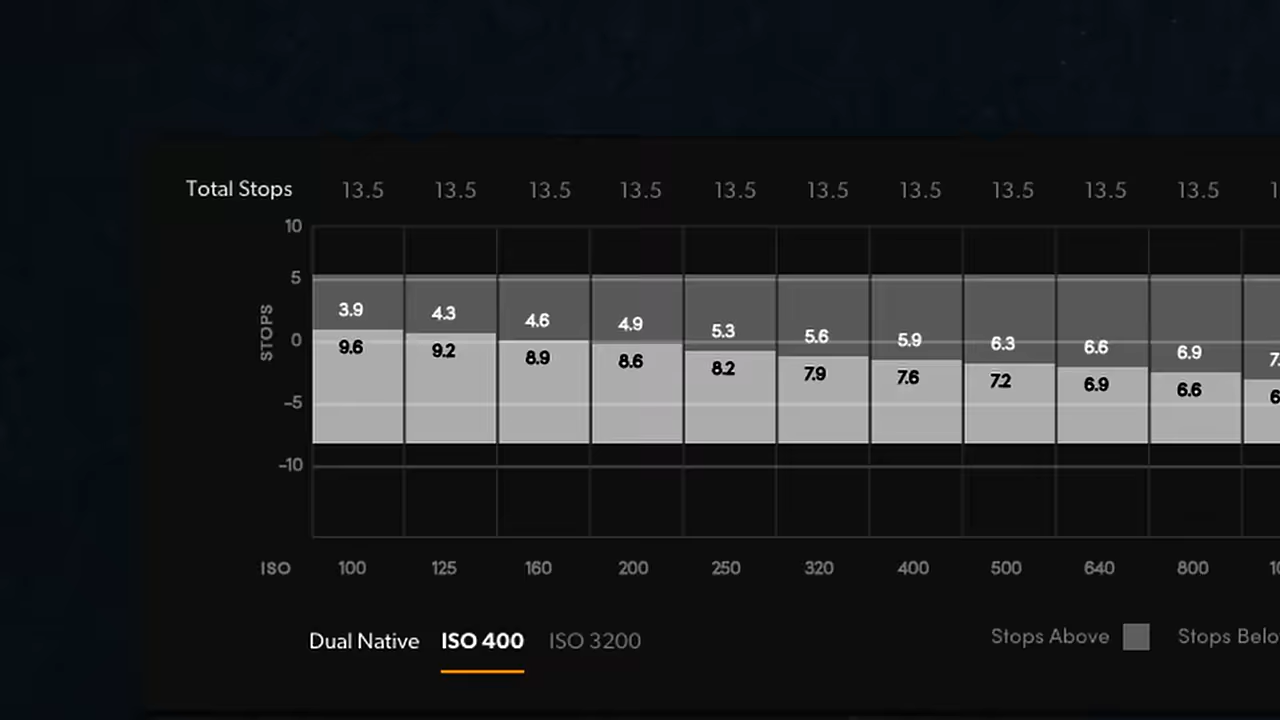 Total Stops 13.5 13.5 13.5 13.5 13.5 13.5 13.5 13.5 13.5 13.5
10
5
3.9 4.3 4.6 4.9 5.3 5.6 5.9 6.3 6.6 6.9
STOPS
0
9.6 9.2 8.9 8.6 8.2 7.9 7.6 7.2 6.9 6.6
-5
-10
ISO 100 125 160 200 250 320 400 500 640 800
Dual Native ISO 400 ISO 3200 Stops Above Stops